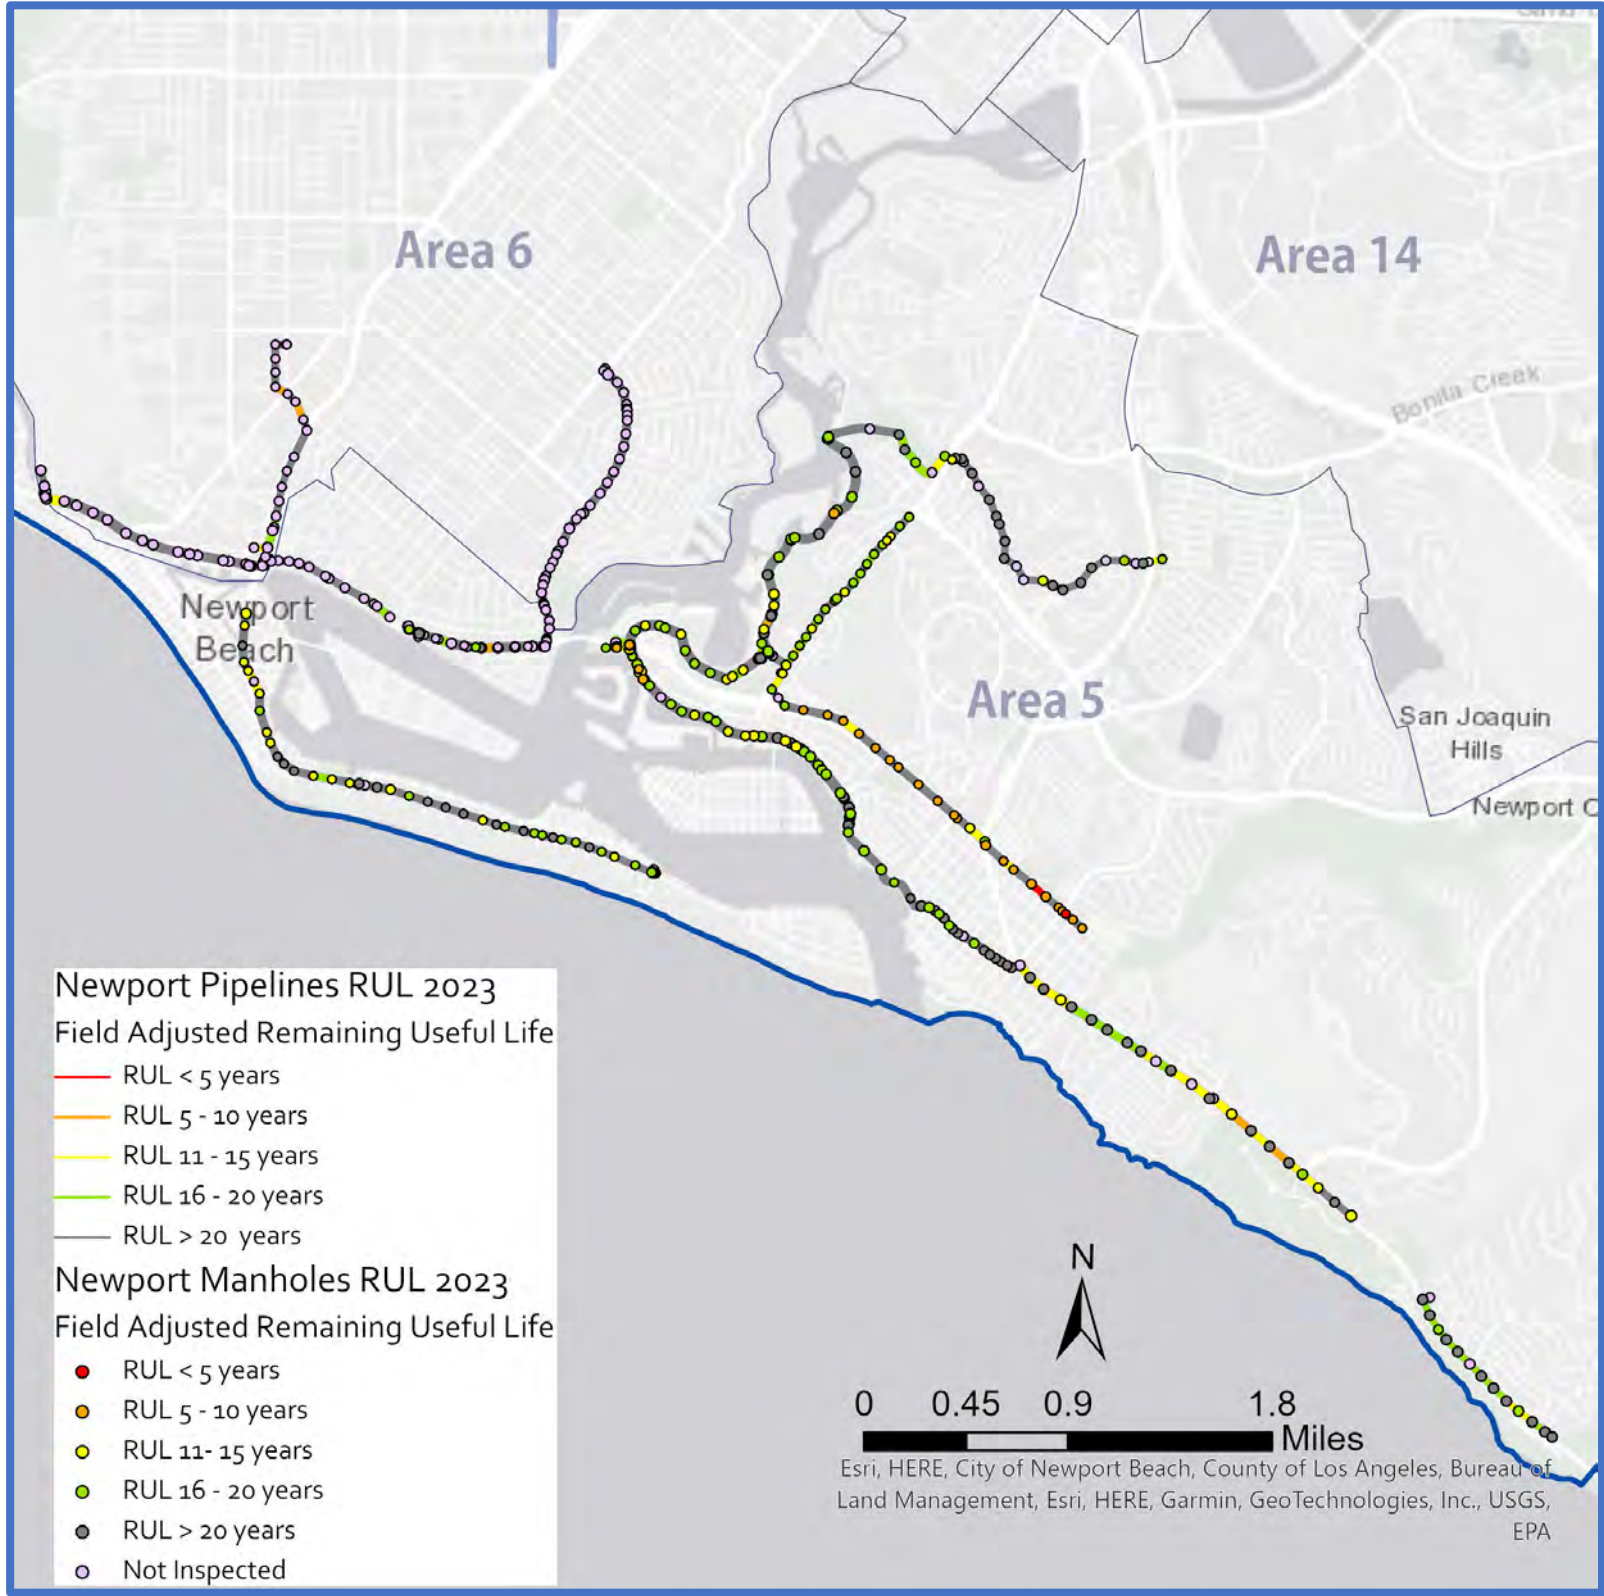 Area 6
Area 14
Bonita Creek
Newport
Beach
Area 5
San Joaquin
Hills
Newport C
Newport Pipelines RUL 2023
Field Adjusted Remaining Useful Life
RUL < 5 years
RUL 5 - 10 years
RUL 11 - 15 years
RUL 16 - 20 years
RUL > 20 years
Newport Manholes RUL 2023
Field Adjusted Remaining Useful Life
RUL < 5 years
RUL 5 - 10 years
RUL 11- 15 years
RUL 16 - 20 years
RUL > 20 years
Not Inspected
N
0 0.45 0.9 1.8
Miles
Esri, HERE, City of Newport Beach, County of Los Angeles, Bureau of
Land Management, Esri, HERE, Garmin, GeoTechnologies, Inc., USGS,
EPA